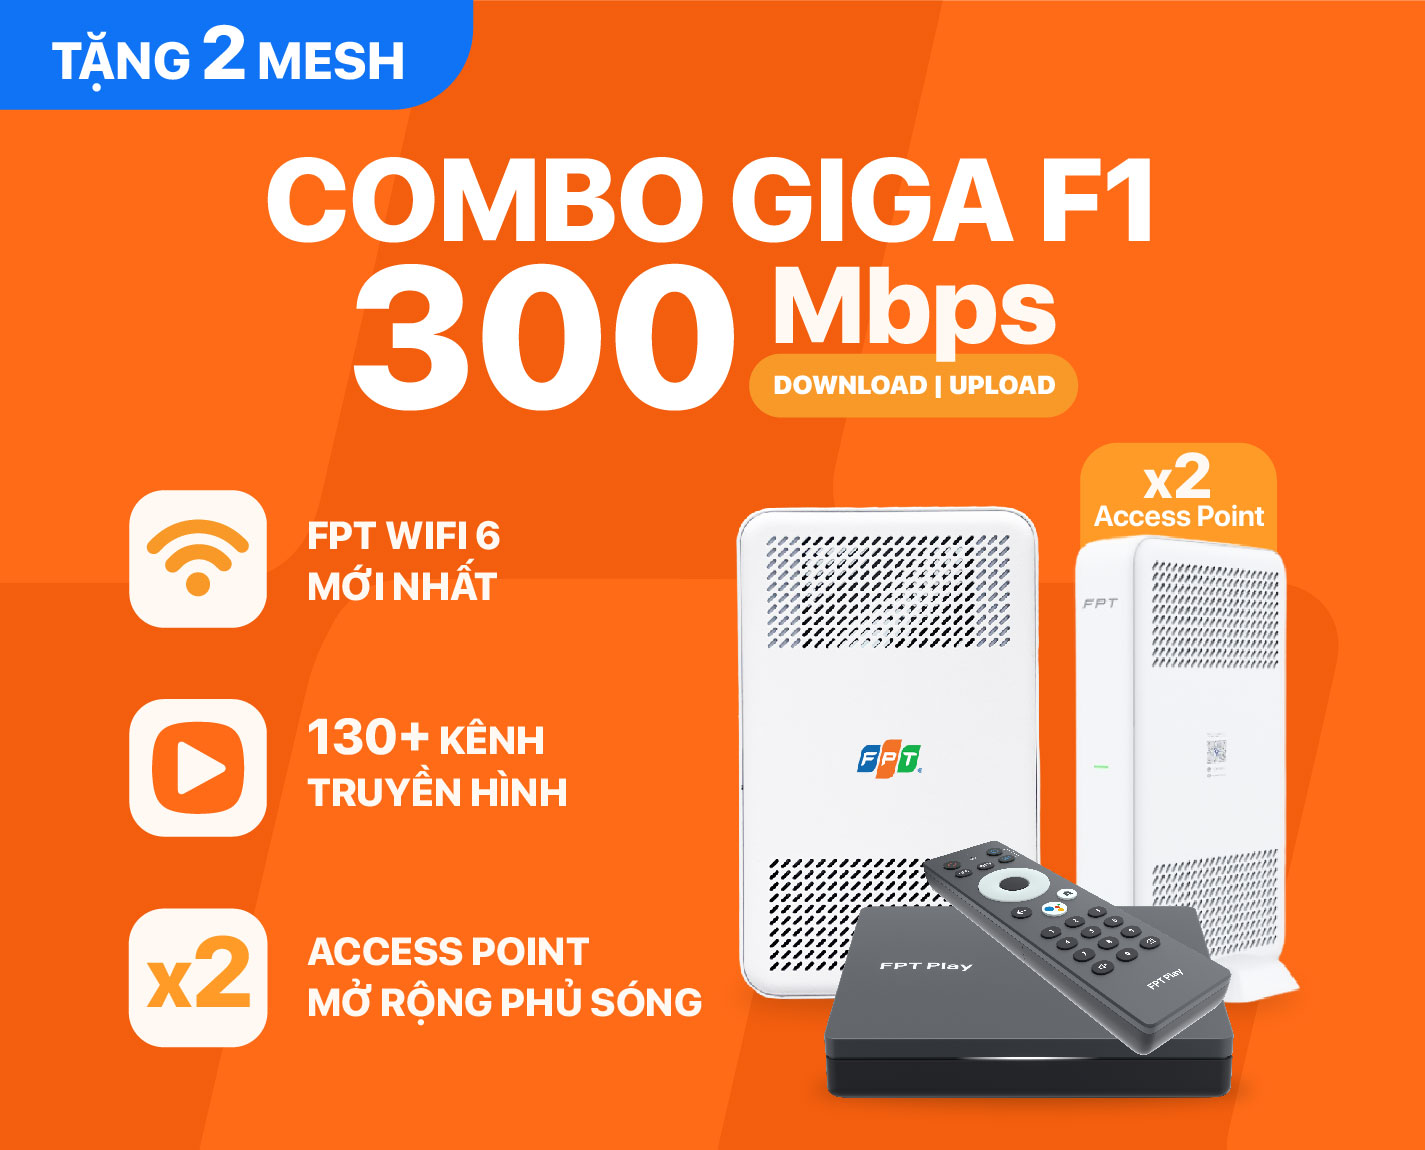 TẶNG 2 MESH
COMBO GIGA F1
300 Mbps
DOWNLOAD | UPLOAD
x2
Access Point
FPT WIFI 6
MỚI NHẤT
130+ KÊNH
TRUYỀN HÌNH
x2
ACCESS POINT
MỞ RỘNG PHỦ SÓNG
FPT
FPT
FPT Play
FPT Play